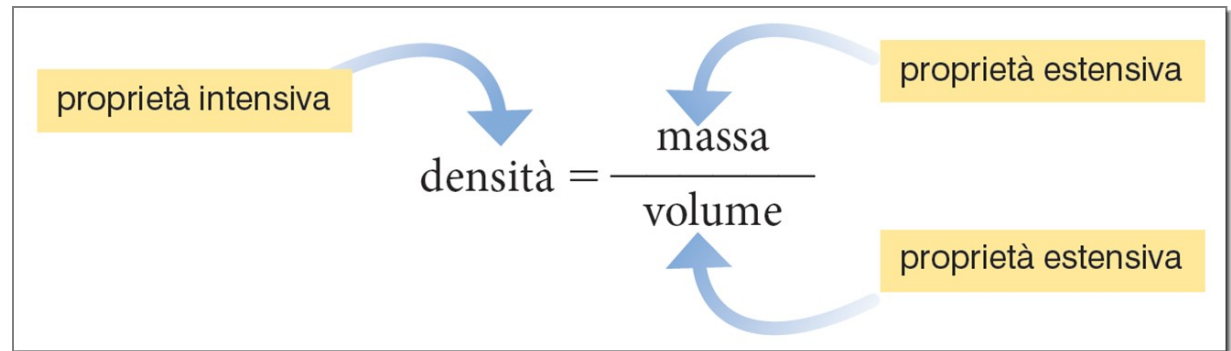 proprietà intensiva
proprietà estensiva
densità = massa / volume
proprietà estensiva